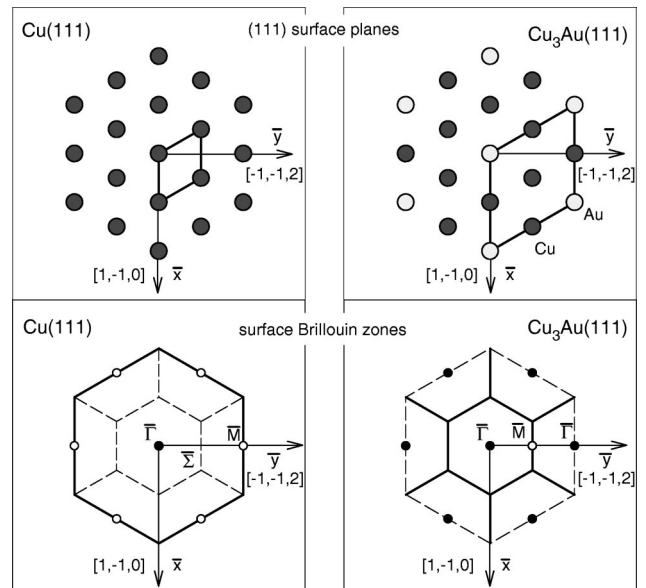 Cu(111)
(111) surface planes
Cu₃Au(111)
y̅
[-1,-1,2]
[1,-1,0]
x̅
y̅
[-1,-1,2]
Au
Cu
[1,-1,0]
x̅
Cu(111)
surface Brillouin zones
Cu₃Au(111)
Γ̅
M̅
Σ̅
y̅
[-1,-1,2]
[1,-1,0]
x̅
Γ̅
M̅
Γ̅
y̅
[-1,-1,2]
[1,-1,0]
x̅